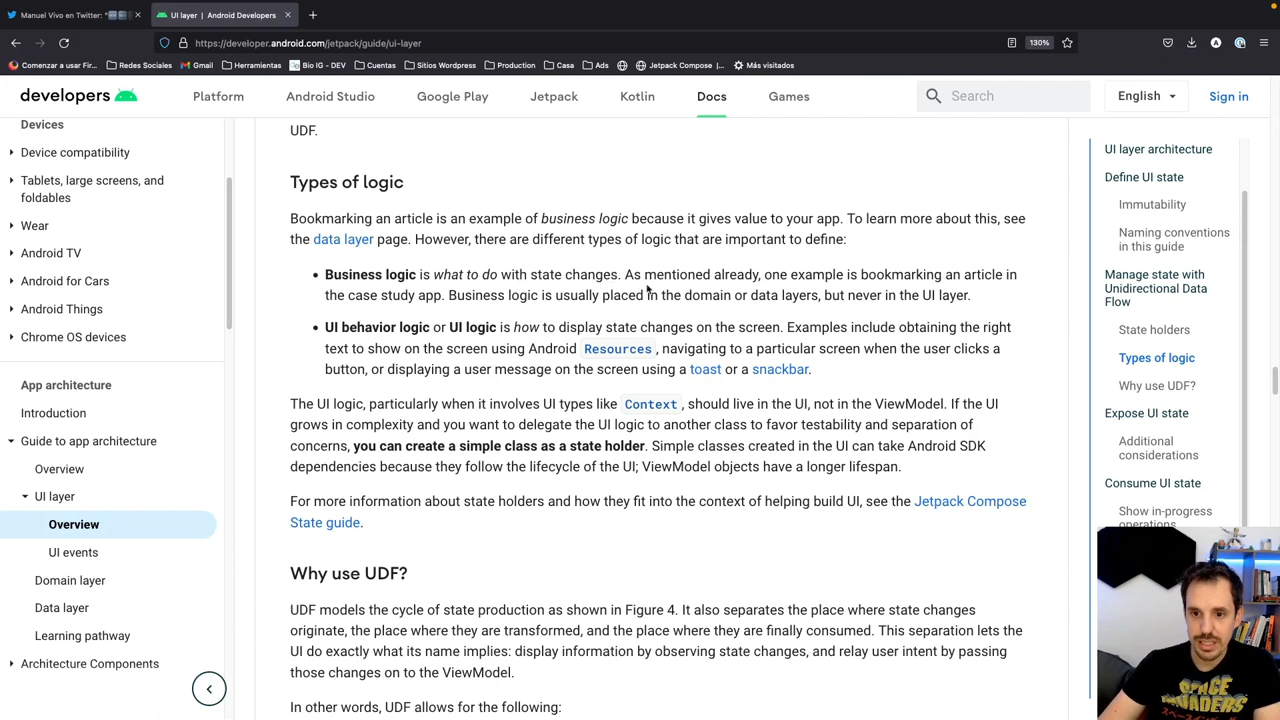 Manuel Vivo en Twitter: "
UI layer | Android Developers
https://developer.android.com/jetpack/guide/ui-layer
130%
Comenzar a usar Fir...
Redes Sociales
Gmail
Herramientas
Bio IG - DEV
Cuentas
Sitios Wordpress
Production
Casa
Ads
Jetpack Compose |...
Más visitados
developers
Platform
Android Studio
Google Play
Jetpack
Kotlin
Docs
Games
Search
English
Sign in
Devices
Device compatibility
Tablets, large screens, and
foldables
Wear
Android TV
Android for Cars
Android Things
Chrome OS devices
App architecture
Introduction
Guide to app architecture
Overview
UI layer
Overview
UI events
Domain layer
Data layer
Learning pathway
Architecture Components
UDF.
Types of logic
Bookmarking an article is an example of business logic because it gives value to your app. To learn more about this, see
the data layer page. However, there are different types of logic that are important to define:
• Business logic is what to do with state changes. As mentioned already, one example is bookmarking an article in
the case study app. Business logic is usually placed in the domain or data layers, but never in the UI layer.
• UI behavior logic or UI logic is how to display state changes on the screen. Examples include obtaining the right
text to show on the screen using Android Resources, navigating to a particular screen when the user clicks a
button, or displaying a user message on the screen using a toast or a snackbar.
The UI logic, particularly when it involves UI types like Context, should live in the UI, not in the ViewModel. If the UI
grows in complexity and you want to delegate the UI logic to another class to favor testability and separation of
concerns, you can create a simple class as a state holder. Simple classes created in the UI can take Android SDK
dependencies because they follow the lifecycle of the UI; ViewModel objects have a longer lifespan.
For more information about state holders and how they fit into the context of helping build UI, see the Jetpack Compose
State guide.
Why use UDF?
UDF models the cycle of state production as shown in Figure 4. It also separates the place where state changes
originate, the place where they are transformed, and the place where they are finally consumed. This separation lets the
UI do exactly what its name implies: display information by observing state changes, and relay user intent by passing
those changes on to the ViewModel.
In other words, UDF allows for the following:
UI layer architecture
Define UI state
Immutability
Naming conventions
in this guide
Manage state with
Unidirectional Data
Flow
State holders
Types of logic
Why use UDF?
Expose UI state
Additional
considerations
Consume UI state
Show in-progress
operations
SPACE
INVADERS